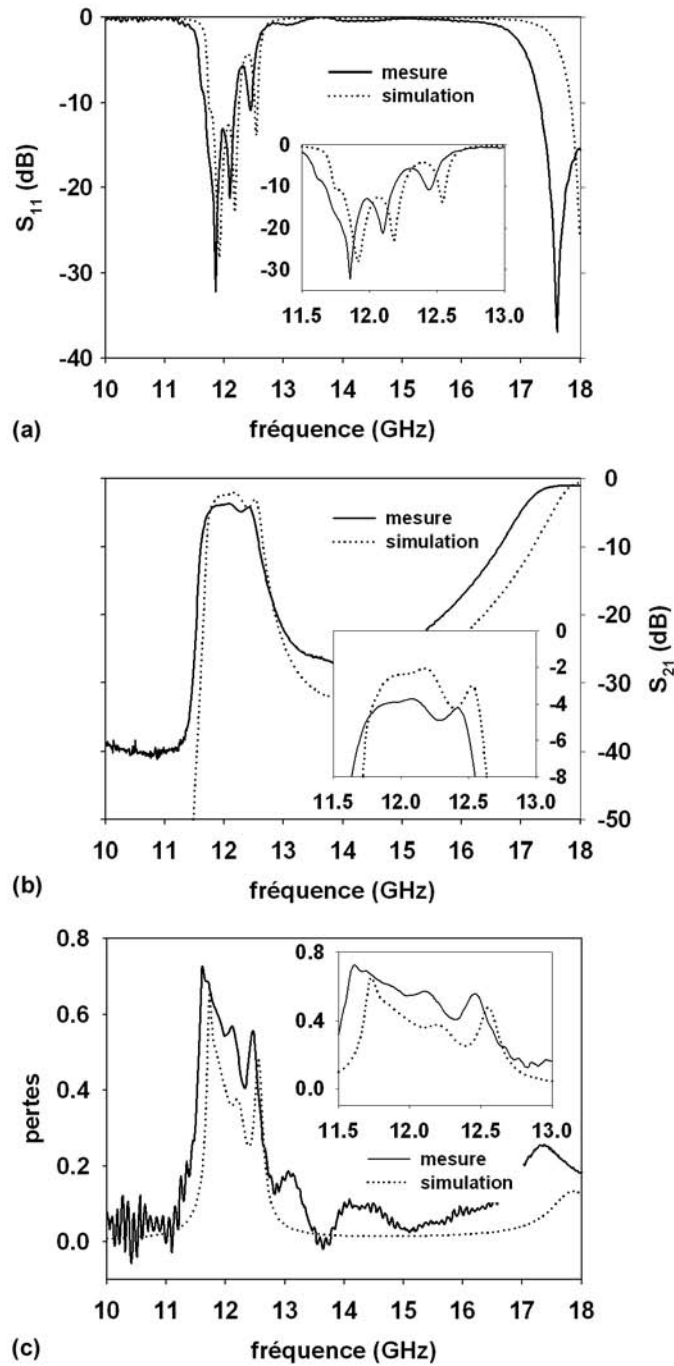 0
-10
-20
-30
-40
S11 (dB)
mesure
simulation
0
-10
-20
-30
11.5 12.0 12.5 13.0
10 11 12 13 14 15 16 17 18
(a)
fréquence (GHz)
0
-10
-20
-30
-40
-50
S21 (dB)
mesure
simulation
0
-2
-4
-6
-8
11.5 12.0 12.5 13.0
10 11 12 13 14 15 16 17 18
(b)
fréquence (GHz)
0.8
0.6
0.4
0.2
0.0
pertes
0.8
0.4
0.0
11.5 12.0 12.5 13.0
mesure
simulation
10 11 12 13 14 15 16 17 18
(c)
fréquence (GHz)